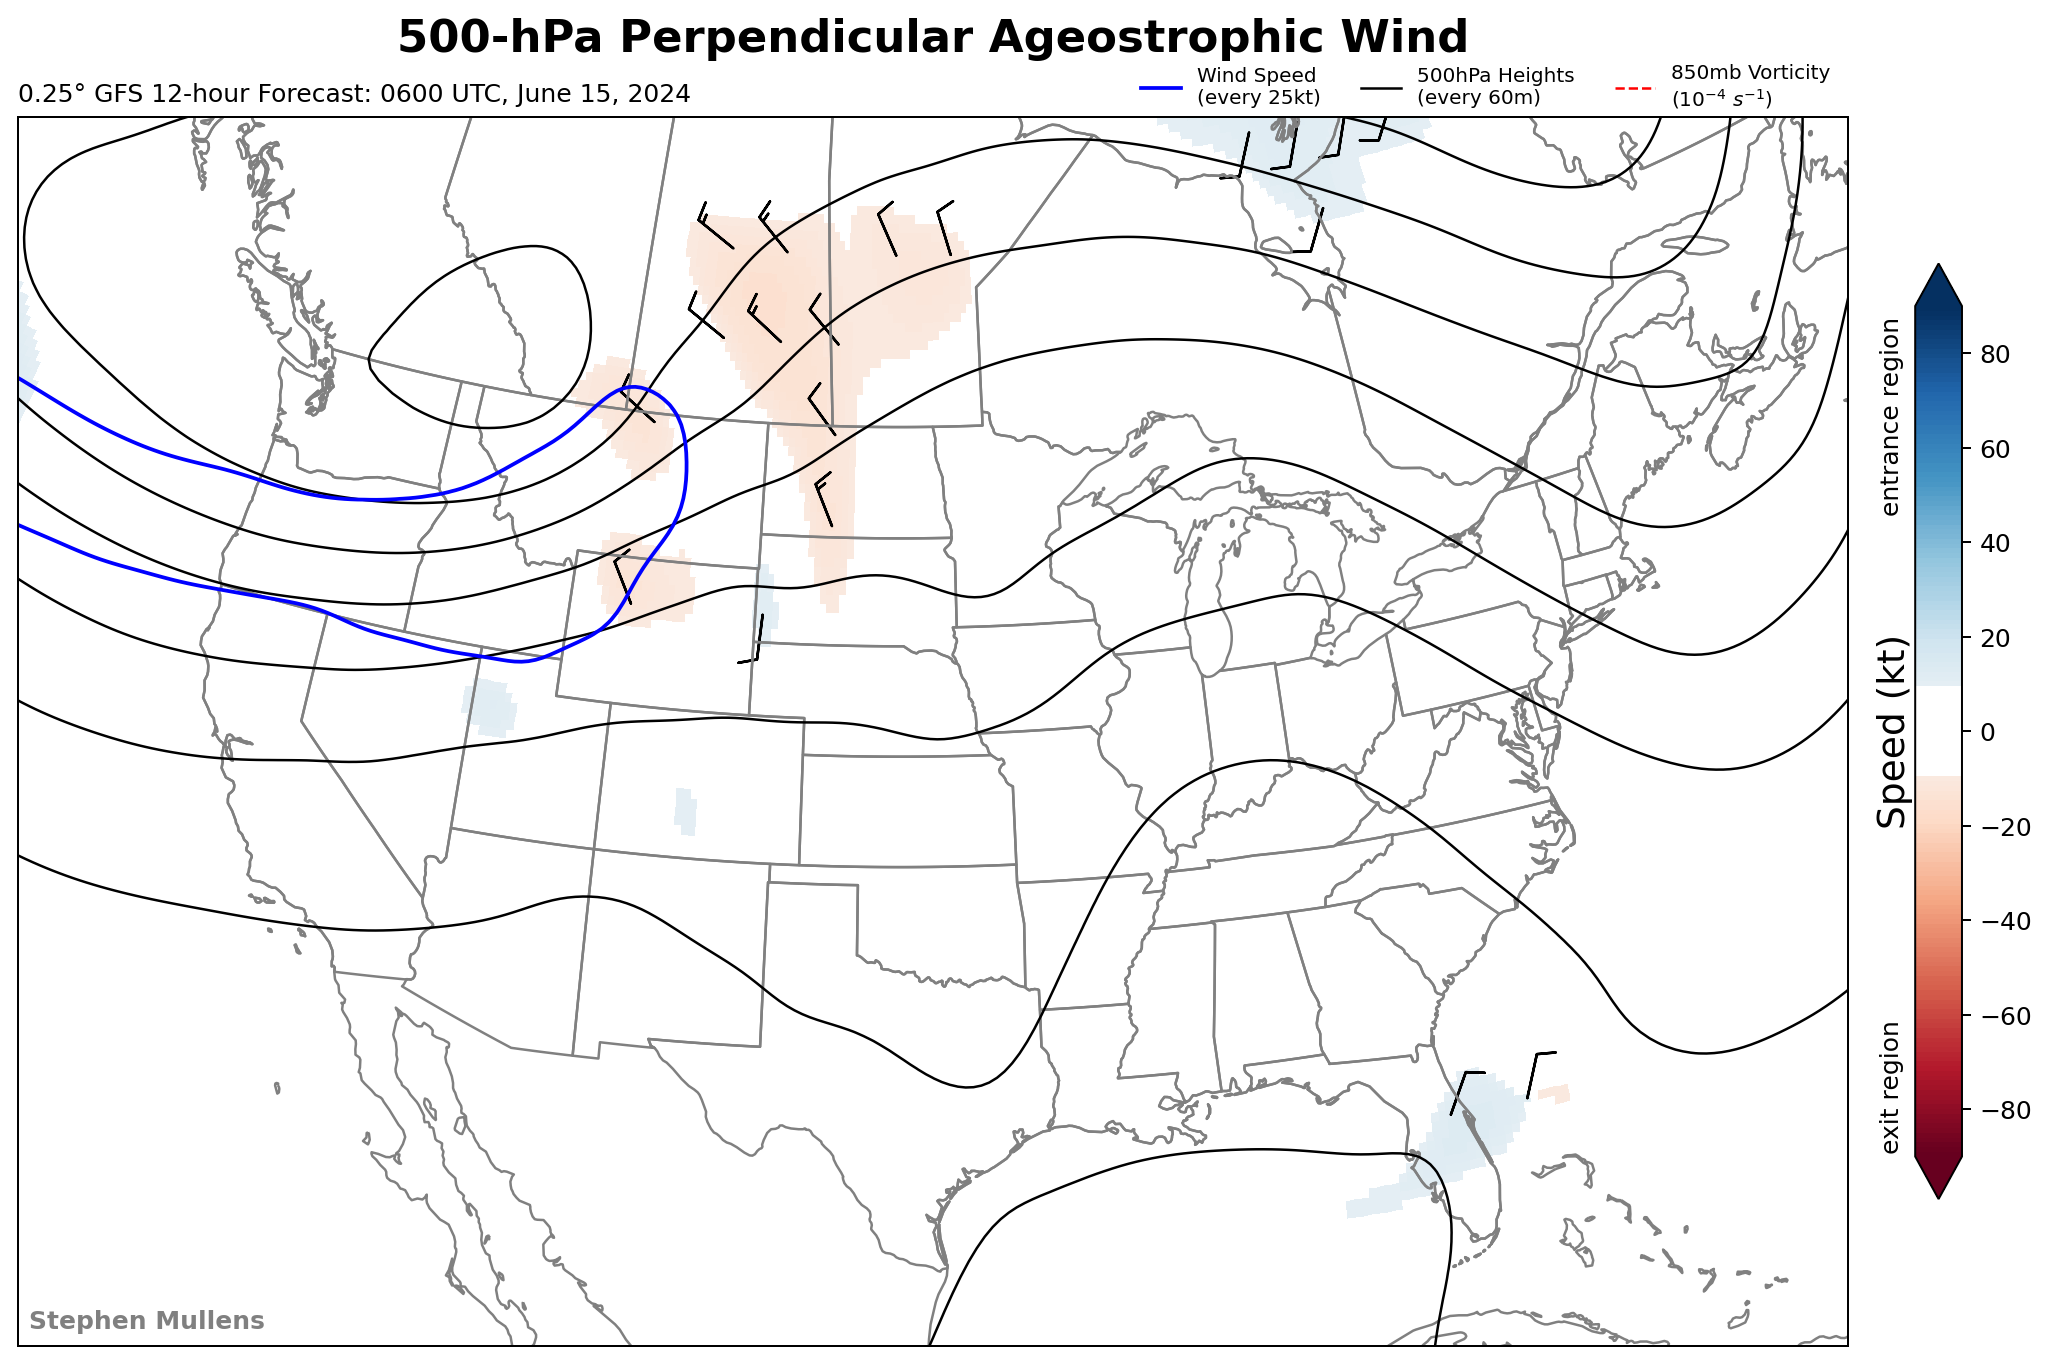 500-hPa Perpendicular Ageostrophic Wind
0.25° GFS 12-hour Forecast: 0600 UTC, June 15, 2024
Wind Speed
(every 25kt)
500hPa Heights
(every 60m)
850mb Vorticity
(10⁻⁴ s⁻¹)
entrance region
Speed (kt)
exit region
80
60
40
20
0
−20
−40
−60
−80
Stephen Mullens